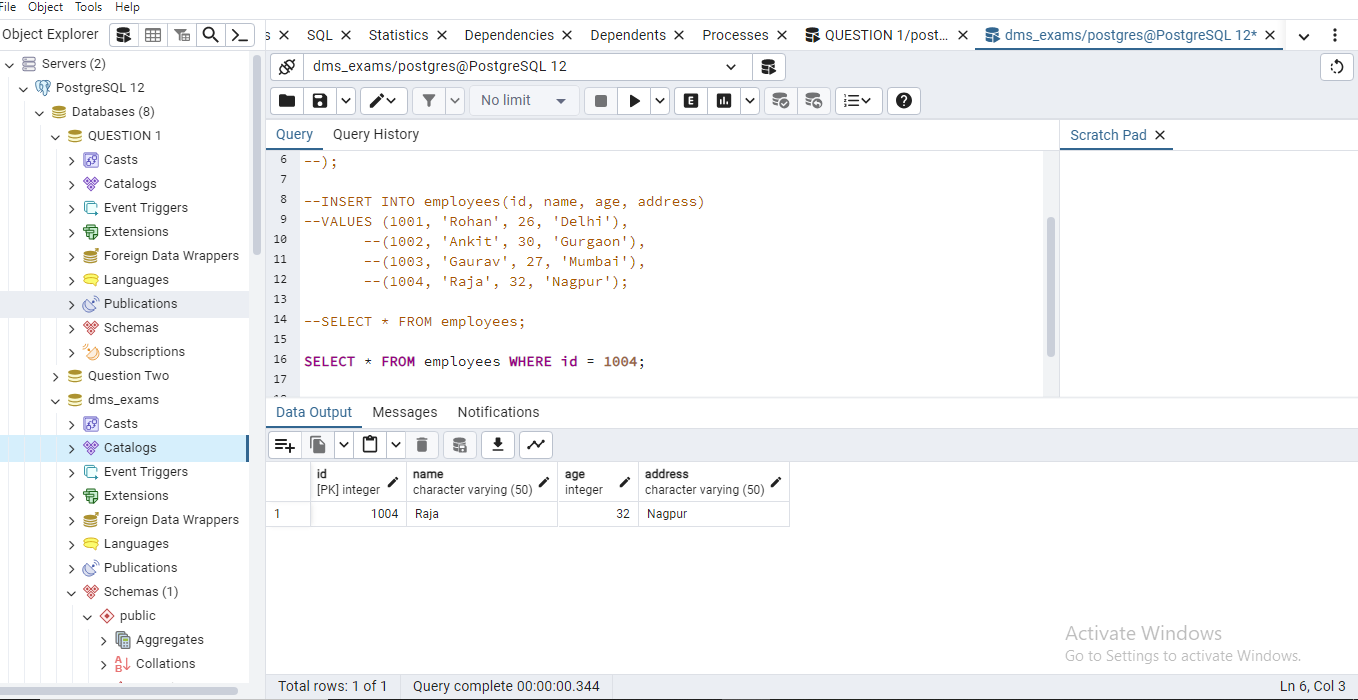 File Object Tools Help
Object Explorer
s SQL Statistics Dependencies Dependents Processes QUESTION 1/post... dms_exams/postgres@PostgreSQL 12*
Servers (2)
PostgreSQL 12
Databases (8)
QUESTION 1
Casts
Catalogs
Event Triggers
Extensions
Foreign Data Wrappers
Languages
Publications
Schemas
Subscriptions
Question Two
dms_exams
Casts
Catalogs
Event Triggers
Extensions
Foreign Data Wrappers
Languages
Publications
Schemas (1)
public
Aggregates
Collations
dms_exams/postgres@PostgreSQL 12
No limit
E
Query Query History
Scratch Pad
6 --);
7
8 --INSERT INTO employees(id, name, age, address)
9 --VALUES (1001, 'Rohan', 26, 'Delhi'),
10 --(1002, 'Ankit', 30, 'Gurgaon'),
11 --(1003, 'Gaurav', 27, 'Mumbai'),
12 --(1004, 'Raja', 32, 'Nagpur');
13
14 --SELECT * FROM employees;
15
16 SELECT * FROM employees WHERE id = 1004;
17
Data Output Messages Notifications
id name age address
[PK] integer character varying (50) integer character varying (50)
1 1004 Raja 32 Nagpur
Activate Windows
Go to Settings to activate Windows.
Total rows: 1 of 1 Query complete 00:00:00.344 Ln 6, Col 3